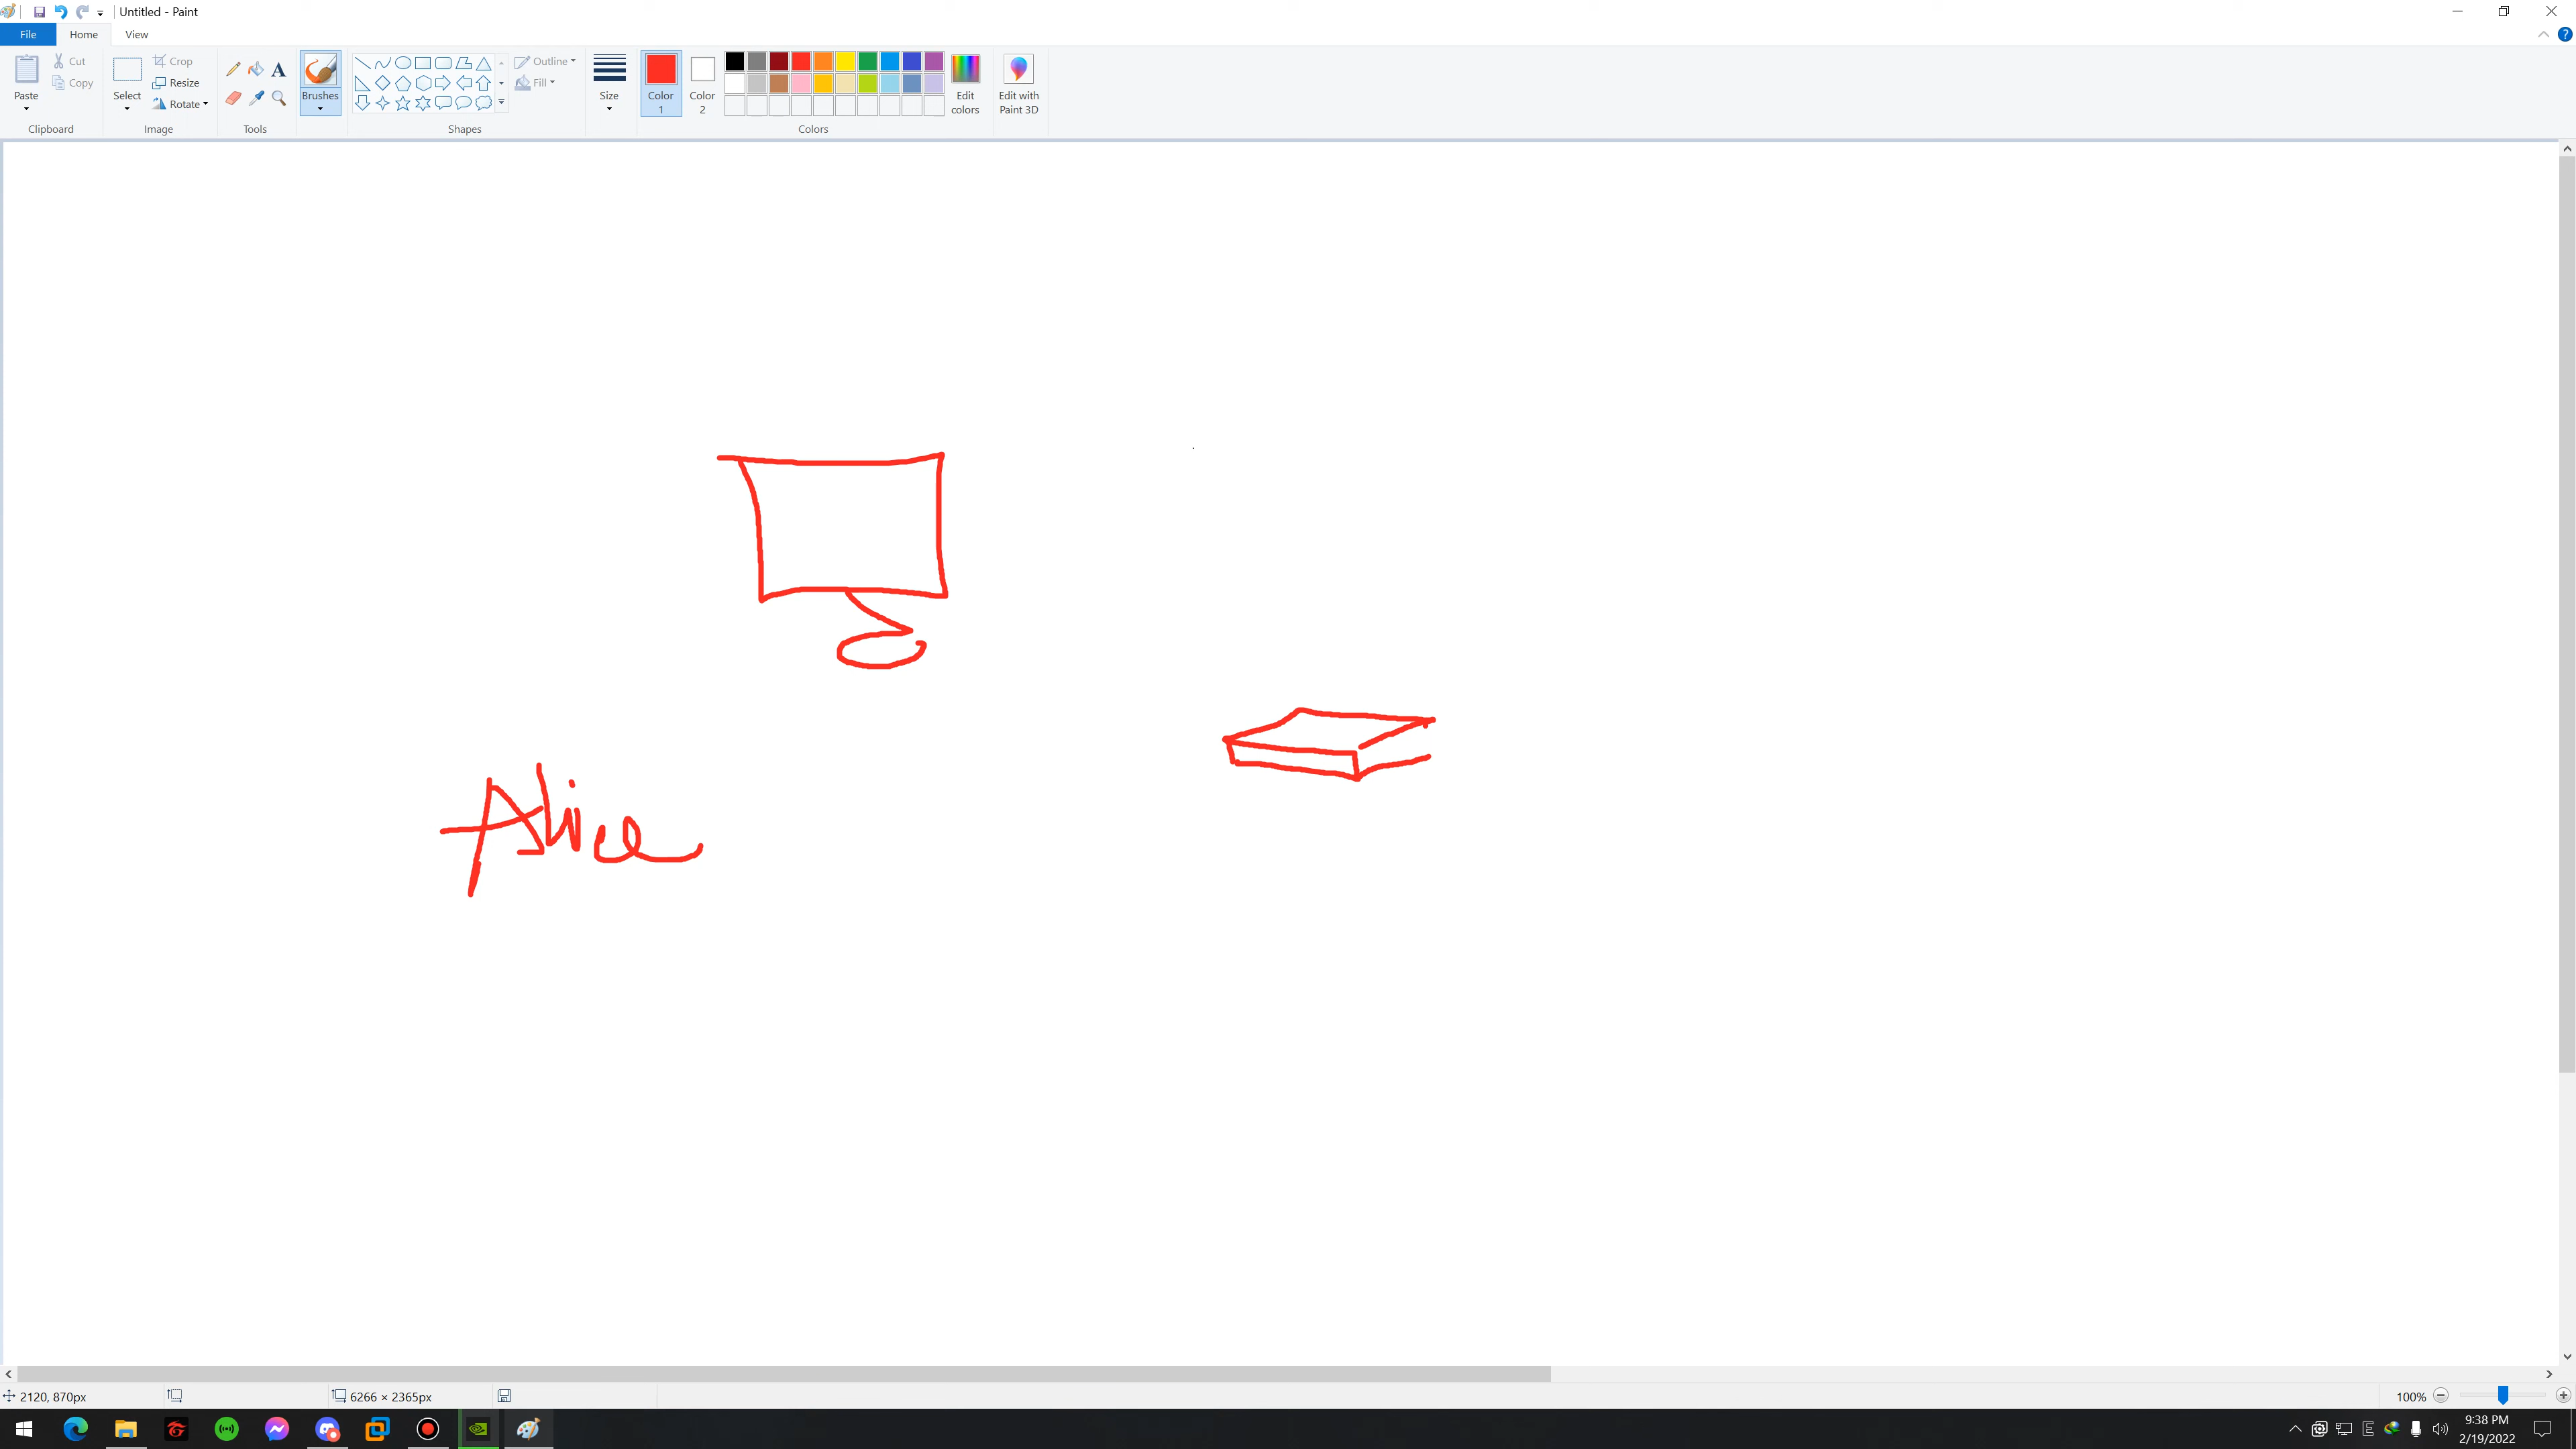 Untitled - Paint
File Home View
Paste
Cut
Copy
Clipboard
Select
Crop
Resize
Rotate
Image
A
Tools
Brushes
Outline
Fill
Shapes
Size
Color 1
Color 2
Colors
Edit colors
Edit with Paint 3D
Alice
2120, 870px
6266 × 2365px
100%
E
9:38 PM
2/19/2022